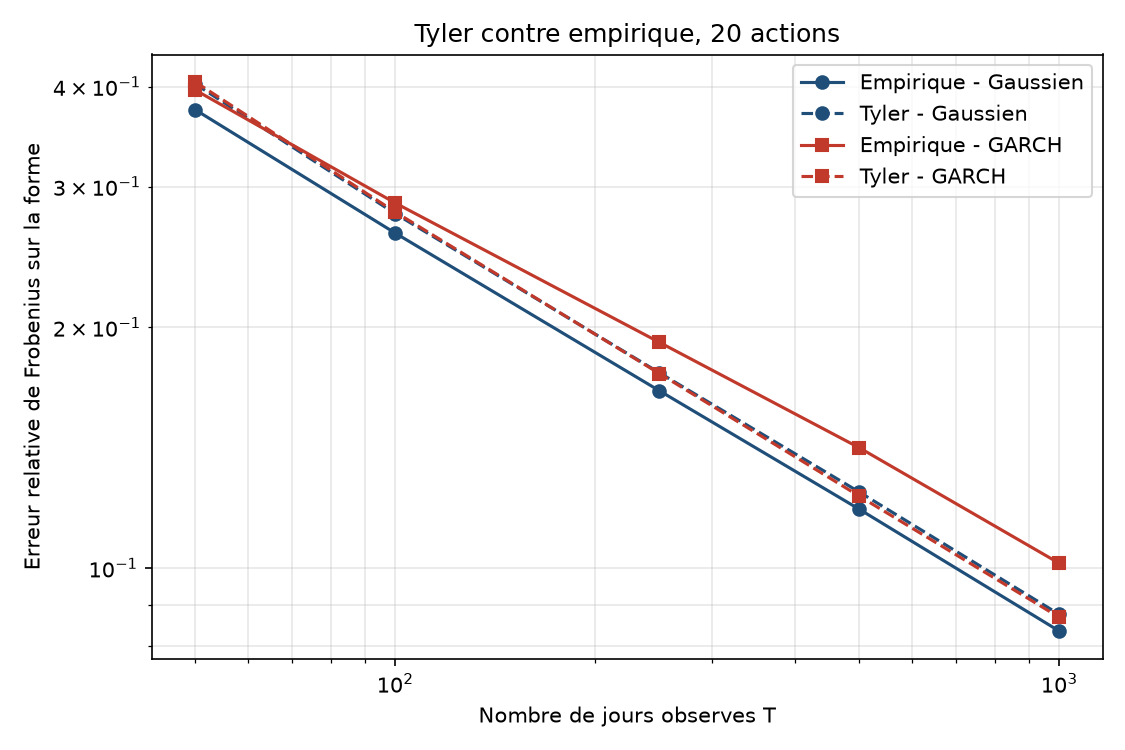 Tyler contre empirique, 20 actions
Empirique - Gaussien
Tyler - Gaussien
Empirique - GARCH
Tyler - GARCH
Erreur relative de Frobenius sur la forme
4 × 10⁻¹
3 × 10⁻¹
2 × 10⁻¹
10⁻¹
10²
10³
Nombre de jours observes T